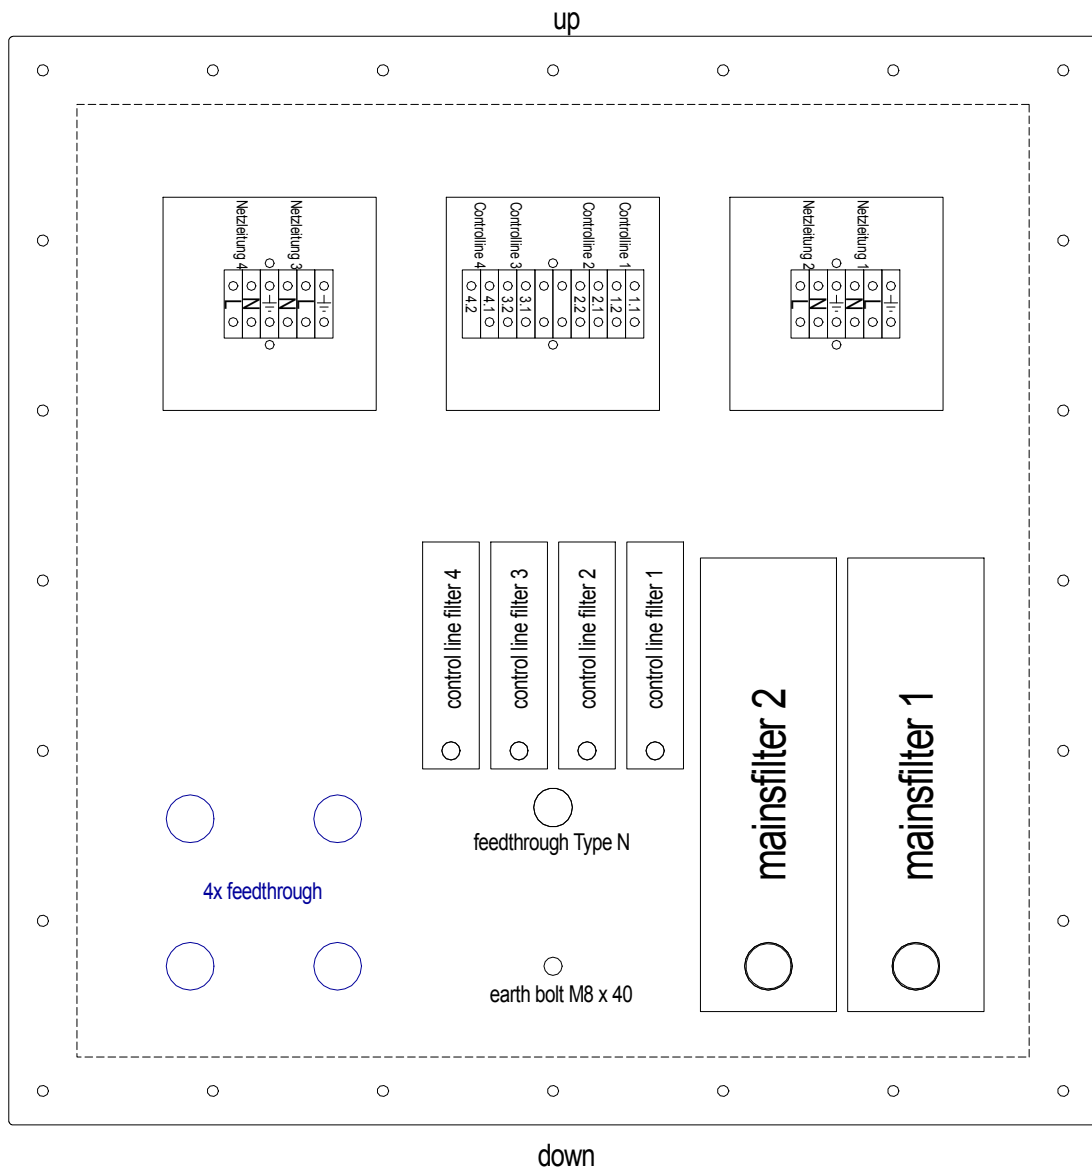 up
Netzleitung 4
Netzleitung 3
L
N
N
L
Controlline 4
Controlline 3
Controlline 2
Controlline 1
4.2
4.1
3.2
3.1
2.2
2.1
1.2
1.1
Netzleitung 2
Netzleitung 1
L
N
N
L
control line filter 4
control line filter 3
control line filter 2
control line filter 1
mainsfilter 2
mainsfilter 1
feedthrough Type N
4x feedthrough
earth bolt M8 x 40
down